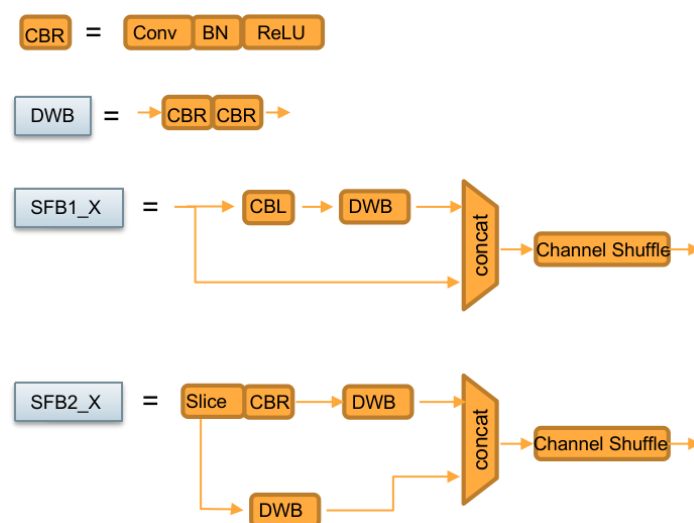 CBR = Conv BN ReLU
DWB = CBR CBR
SFB1_X = CBL DWB concat Channel Shuffle
SFB2_X = Slice CBR DWB concat Channel Shuffle
DWB